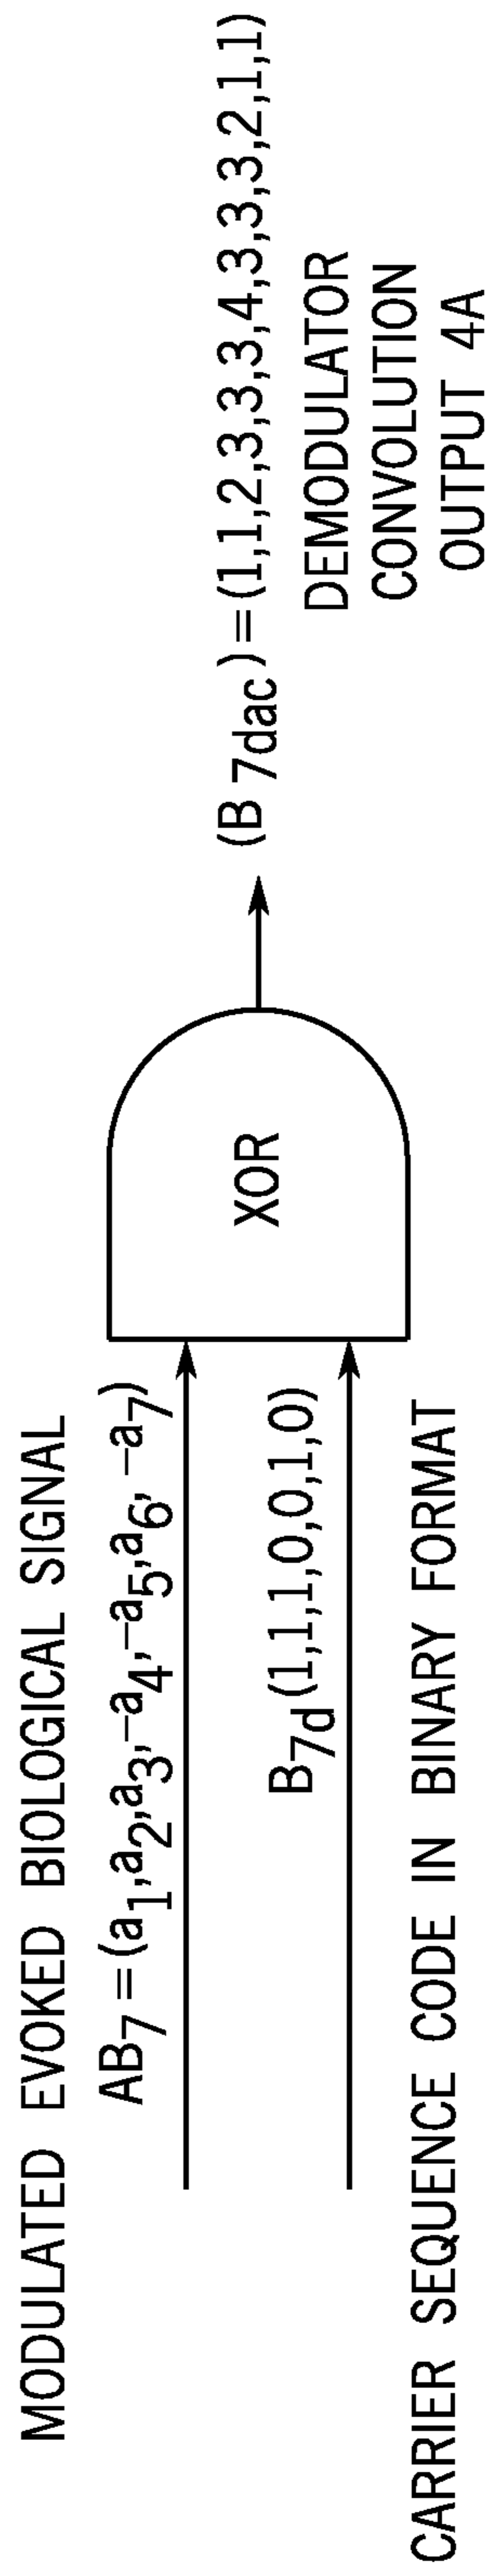 MODULATED EVOKED BIOLOGICAL SIGNAL
AB7=(a1,a2,a3,-a4,-a5,a6, -a7)
B7d(1,1,1,0,0,1,0)
CARRIER SEQUENCE CODE IN BINARY FORMAT
XOR
(B 7dac)=(1,1,2,3,3,3,4,3,3,3,2,1,1)
DEMODULATOR
CONVOLUTION
OUTPUT 4A